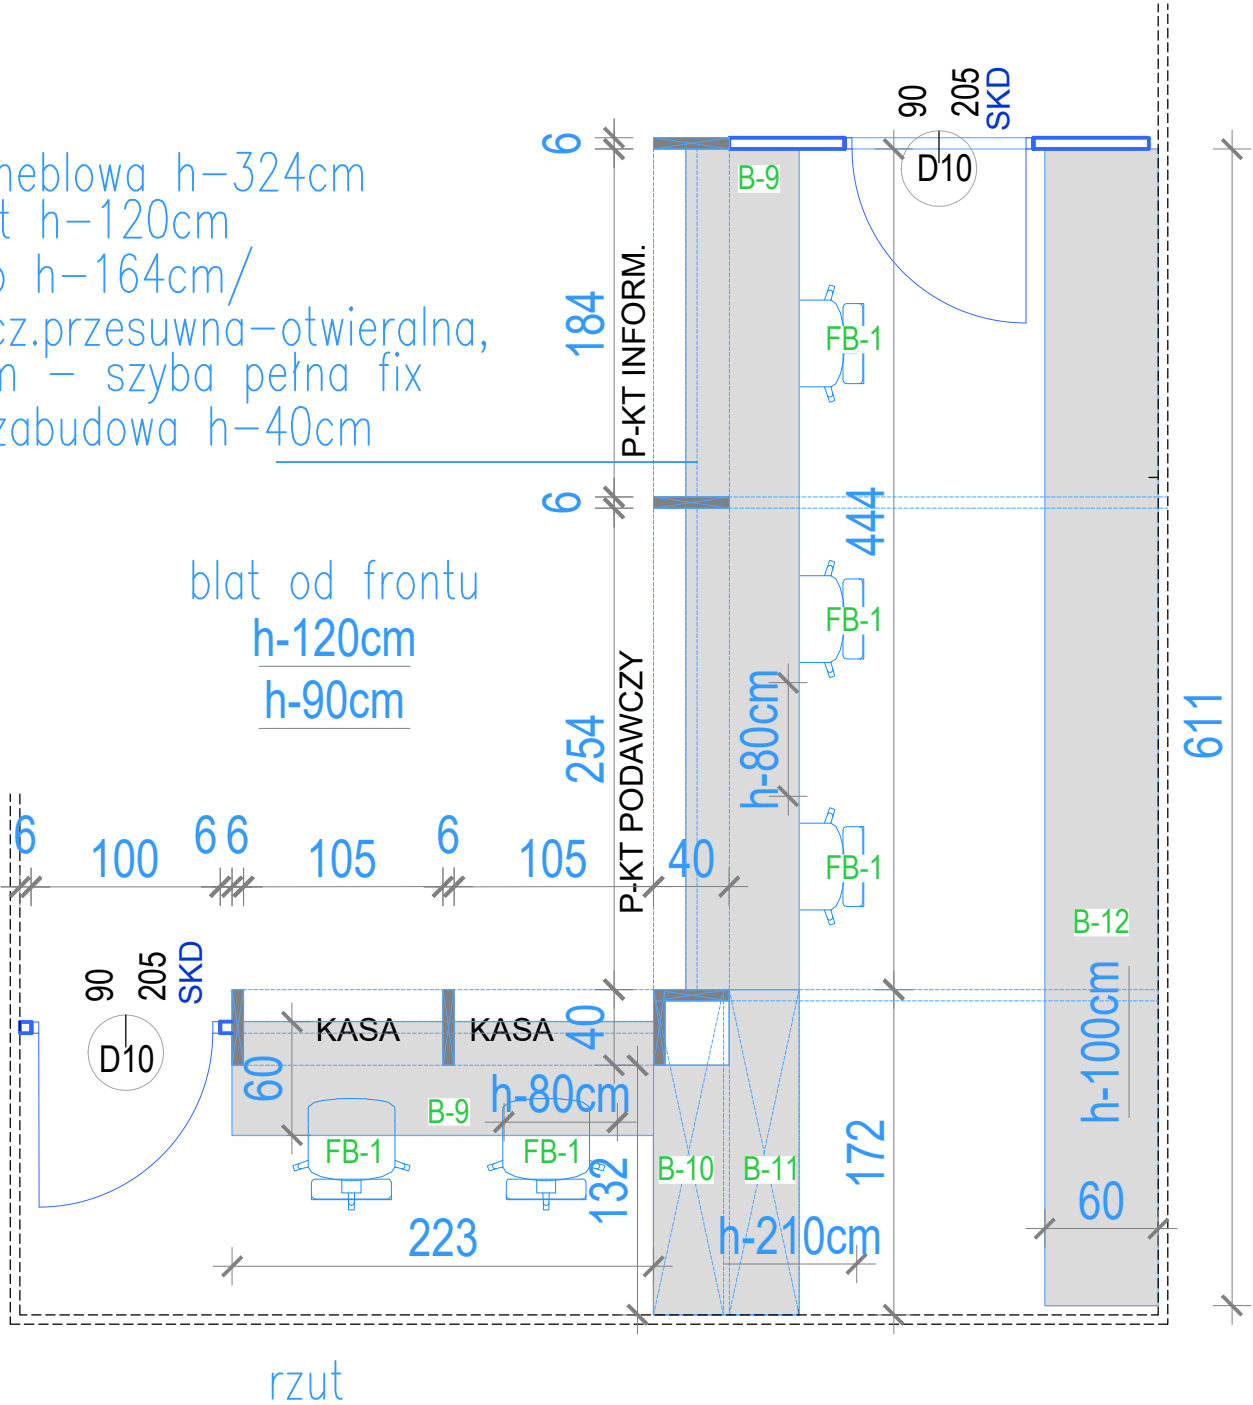 90
205
SKD
D10
6
neblowa h-324cm
t h-120cm
h-164cm/
cz.przesuwna-otwieralna,
m - szyba pełna fix
zabudowa h-40cm
B-9
184
P-KT INFORM.
FB-1
6
444
blat od frontu
h-120cm
h-90cm
FB-1
254
P-KT PODAWCZY
h-80cm
611
6
100
6
6
105
6
105
40
FB-1
B-12
h-100cm
90
205
SKD
D10
KASA
KASA
40
60
h-80cm
B-9
FB-1
FB-1
132
B-10
B-11
172
60
223
h-210cm
rzut